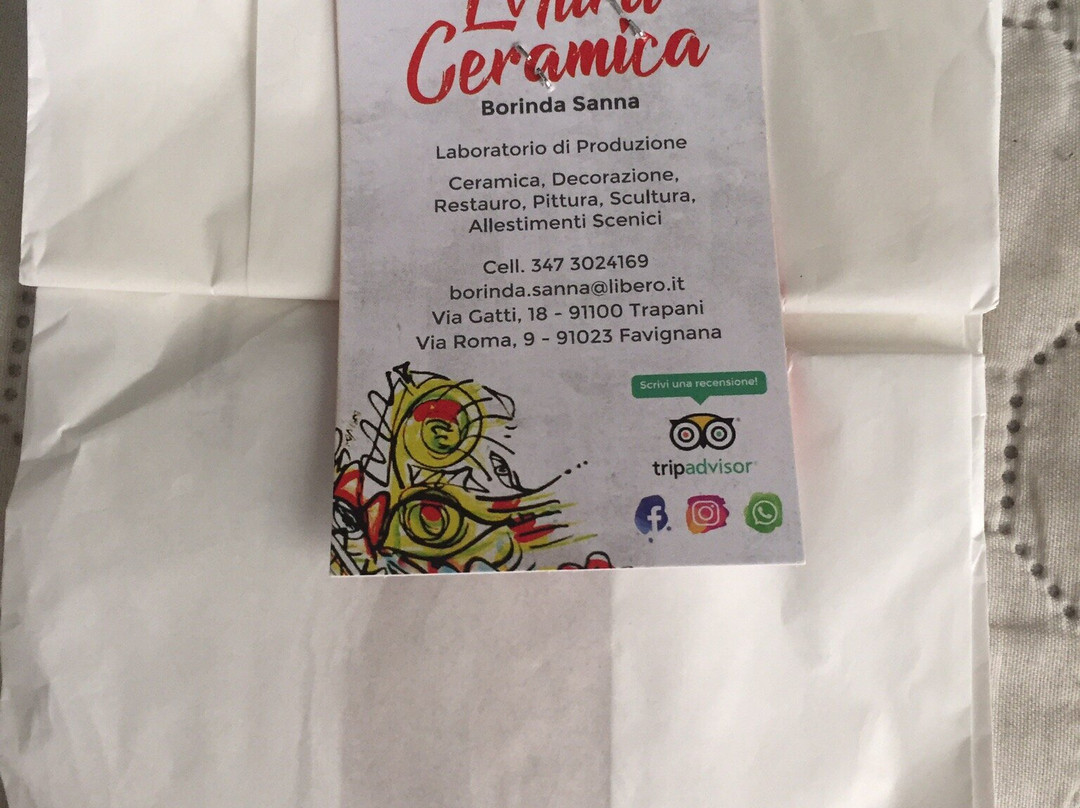 Ceramica
Borinda Sanna
Laboratorio di Produzione
Ceramica, Decorazione,
Restauro, Pittura, Scultura,
Allestimenti Scenici
Cell. 347 3024169
borinda.sanna@libero.it
Via Gatti, 18 - 91100 Trapani
Via Roma, 9 - 91023 Favignana
Scrivi una recensione!
tripadvisor